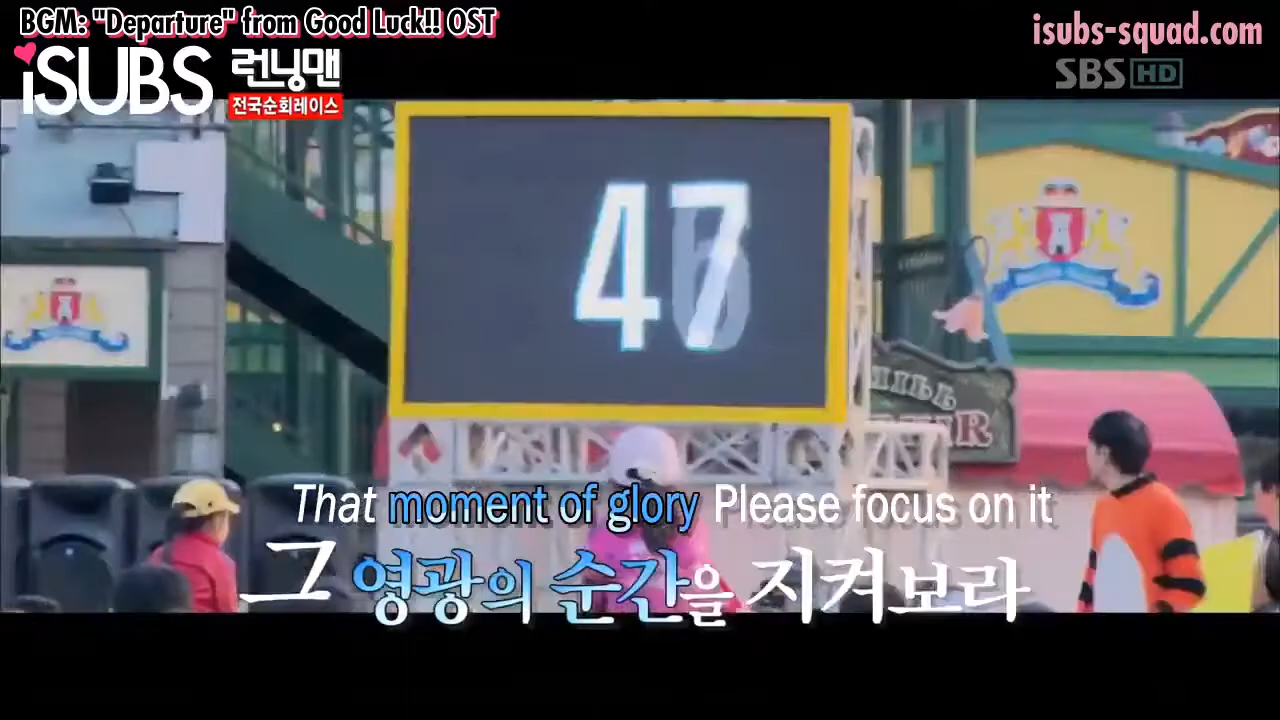 BGM: "Departure" from Good Luck!! OST
isubs-squad.com
iSUBS
런닝맨
전국순회레이스
SBS HD
47
That moment of glory Please focus on it
그 영광의 순간을 지켜보라